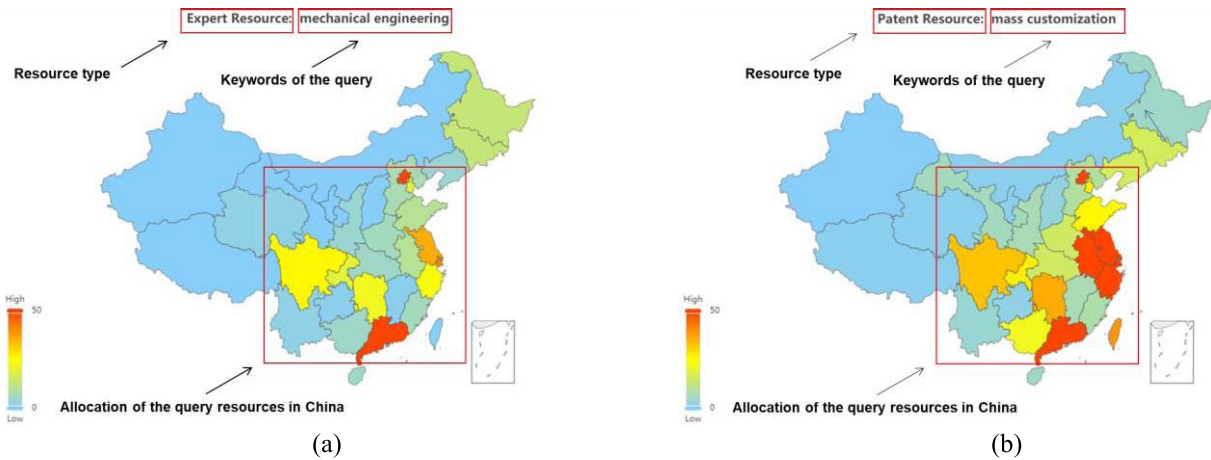 Expert Resource: mechanical engineering
Resource type
Keywords of the query
High
50
0
Low
Allocation of the query resources in China
(a)
Patent Resource: mass customization
Resource type
Keywords of the query
High
50
0
Low
Allocation of the query resources in China
(b)